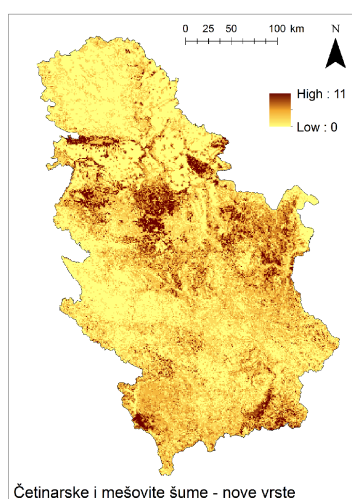 0 25 50 100 km
N
High : 11
Low : 0
Četinarske i mešovite šume - nove vrste